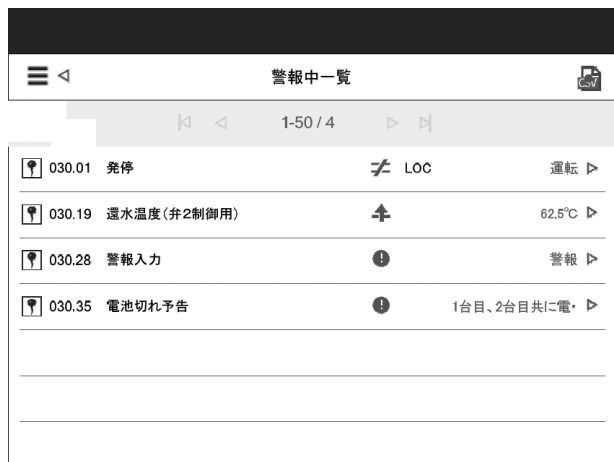 警報中一覧
CSV
1-50 / 4
030.01 発停 LOC 運転
030.19 還水温度(弁2制御用) 62.5℃
030.28 警報入力 警報
030.35 電池切れ予告 1台目、2台目共に電・